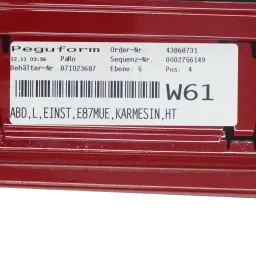 Peguform Order-Nr. 43868731
12.11 03:36 PaRo Sequenz-Nr. 0002756149
Behälter-Nr 871023687 Ebene: 6 Pos: 4
W61
ABD,L,EINST,E87MUE,KARMESIN,HT